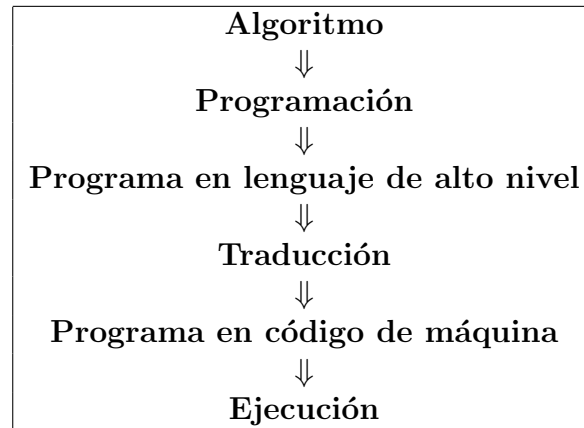 Algoritmo
⇓
Programación
⇓
Programa en lenguaje de alto nivel
⇓
Traducción
⇓
Programa en código de máquina
⇓
Ejecución